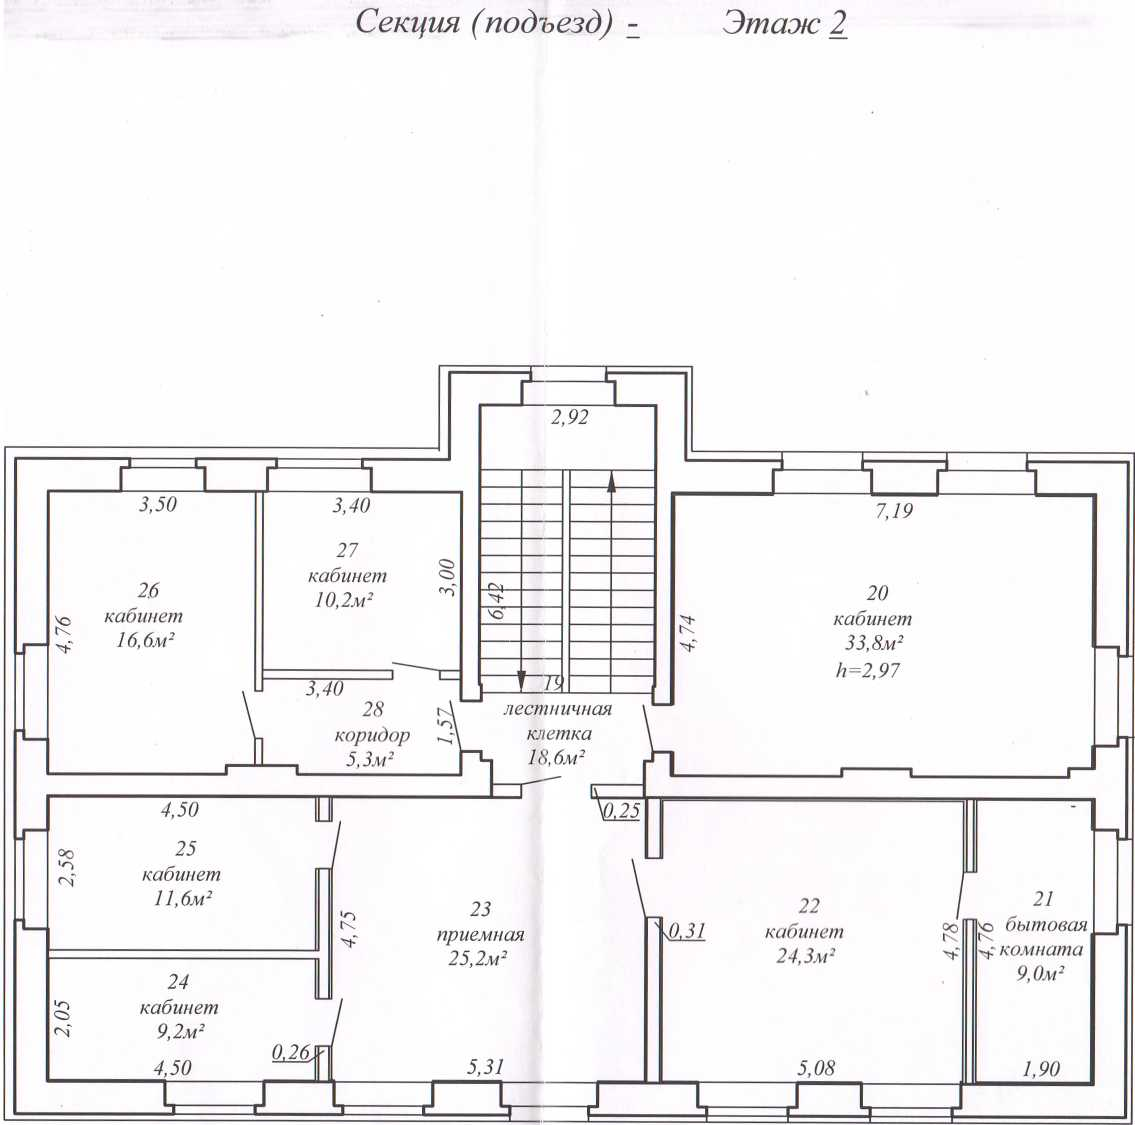 Секция (подъезд) - Этаж 2
2,92
3,50
3,40
7,19
27
кабинет
10,2м²
3,00
26
кабинет
16,6м²
4,76
6,42
4,74
20
кабинет
33,8м²
h=2,97
3,40
28
коридор
5,3м²
1,57
19
лестничная
клетка
18,6м²
4,50
0,25
25
кабинет
11,6м²
2,58
4,75
23
приемная
25,2м²
0,31
22
кабинет
24,3м²
4,78
4,76
21
бытовая
комната
9,0м²
24
кабинет
9,2м²
2,05
0,26
4,50
5,31
5,08
1,90